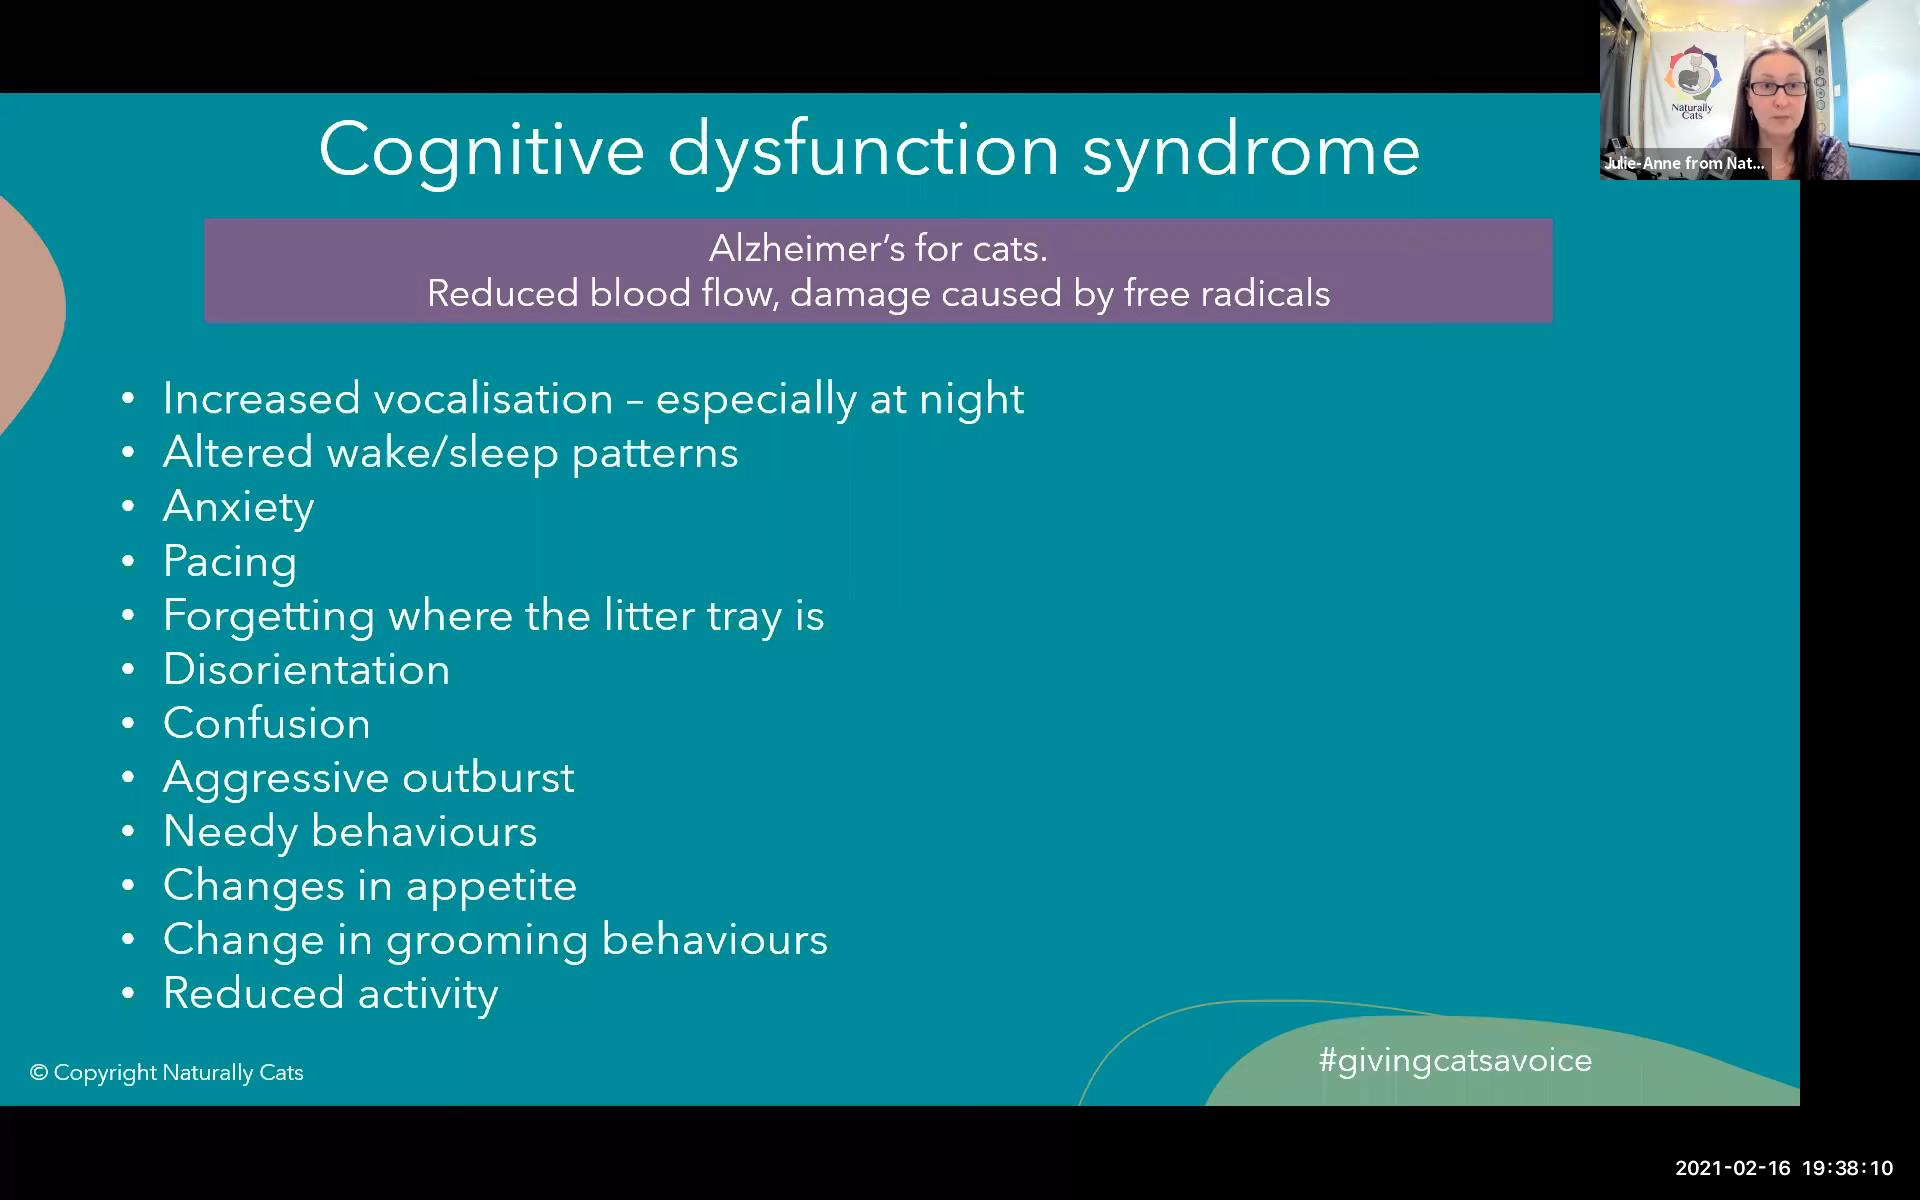 Cognitive dysfunction syndrome
Alzheimer’s for cats.
Reduced blood flow, damage caused by free radicals
• Increased vocalisation – especially at night
• Altered wake/sleep patterns
• Anxiety
• Pacing
• Forgetting where the litter tray is
• Disorientation
• Confusion
• Aggressive outburst
• Needy behaviours
• Changes in appetite
• Change in grooming behaviours
• Reduced activity
© Copyright Naturally Cats
#givingcatsavoice
Naturally
Cats
Julie-Anne from Nat...
2021-02-16 19:38:10